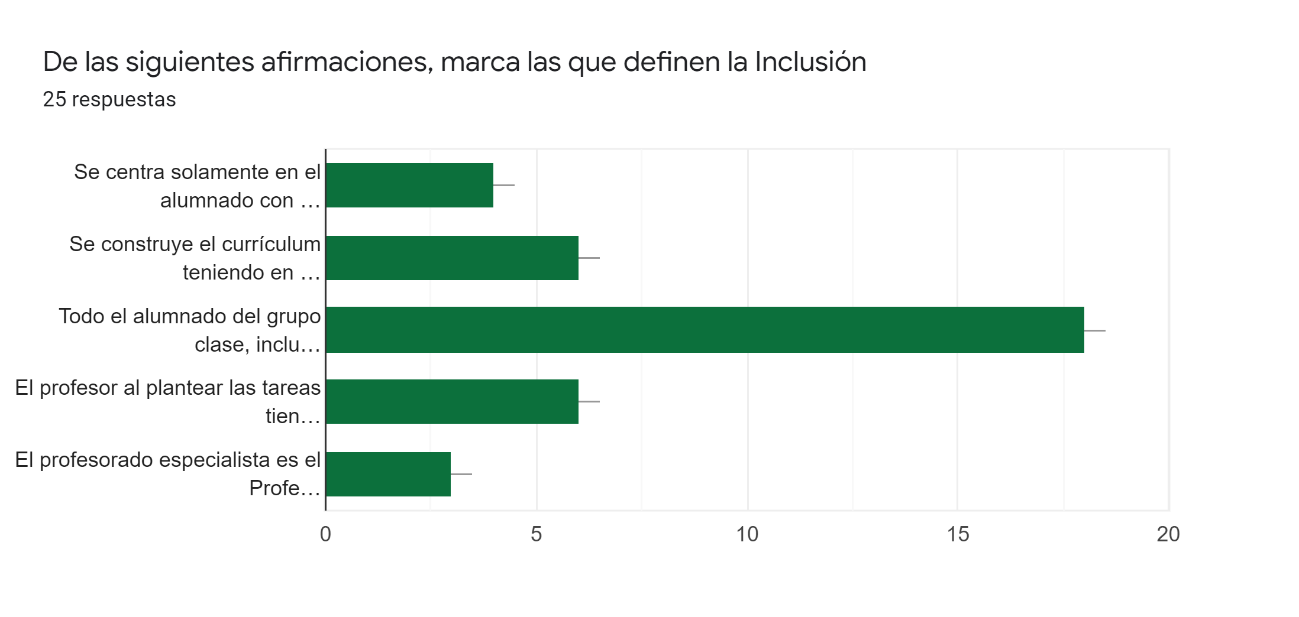 De las siguientes afirmaciones, marca las que definen la Inclusión
25 respuestas
Se centra solamente en el
alumnado con …
Se construye el currículum
teniendo en …
Todo el alumnado del grupo
clase, inclu…
El profesor al plantear las tareas
tien…
El profesorado especialista es el
Profe…
0 5 10 15 20